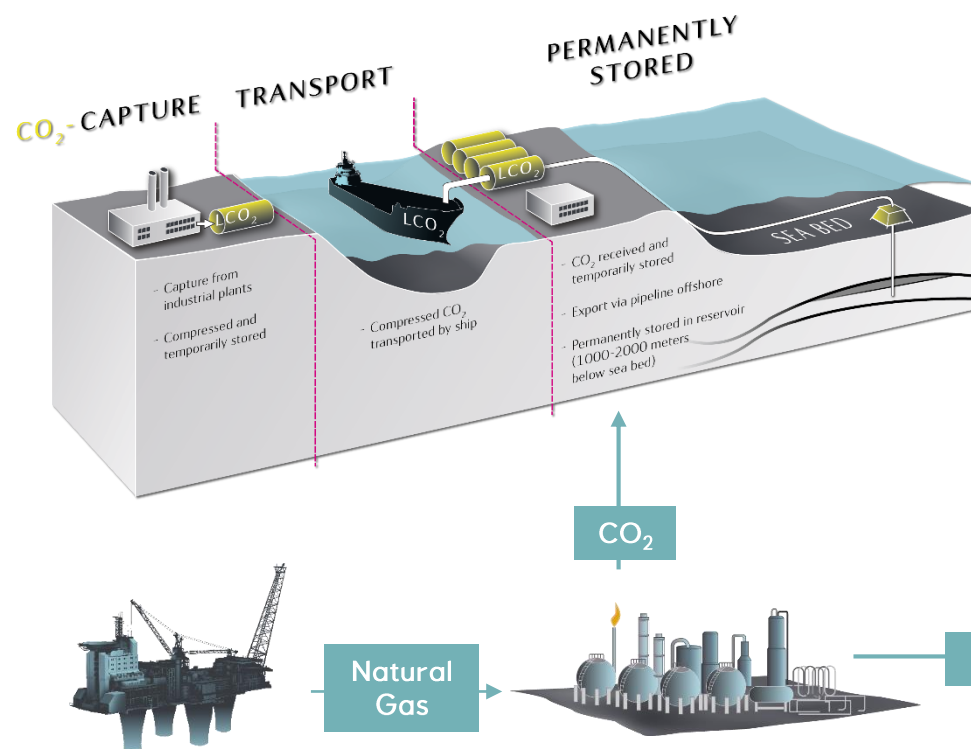 CO₂-CAPTURE
TRANSPORT
PERMANENTLY
STORED
LCO₂
LCO₂
LCO₂
SEA BED
- Capture from
industrial plants
- Compressed and
temporarily stored
- Compressed CO₂
transported by ship
- CO₂ received and
temporarily stored
- Export via pipeline offshore
- Permanently stored in reservoir
(1000-2000 meters
below sea bed)
CO₂
Natural
Gas